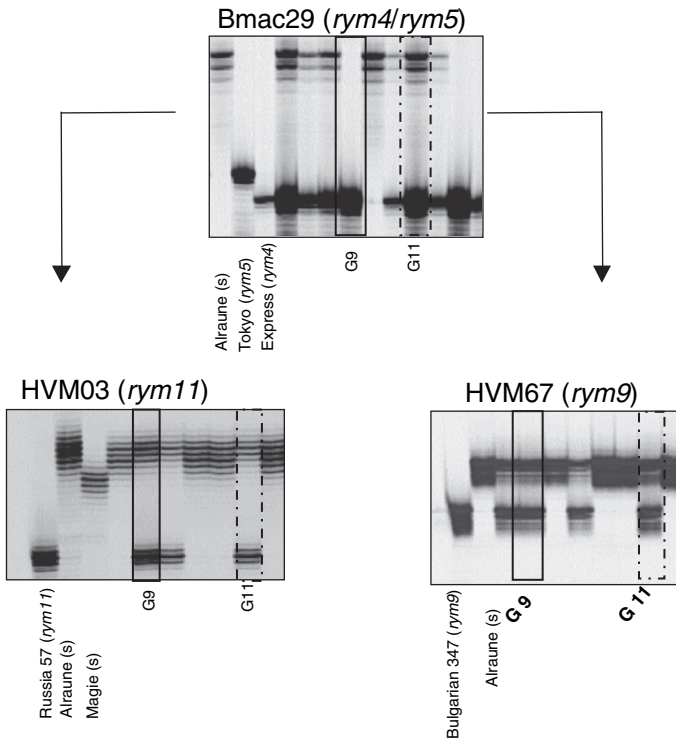 Bmac29 (rym4/rym5)
Alraune (s)
Tokyo (rym5)
Express (rym4)
G9
G11
HVM03 (rym11)
Russia 57 (rym11)
Alraune (s)
Magie (s)
G9
G11
HVM67 (rym9)
Bulgarian 347 (rym9)
Alraune (s)
G 9
G 11